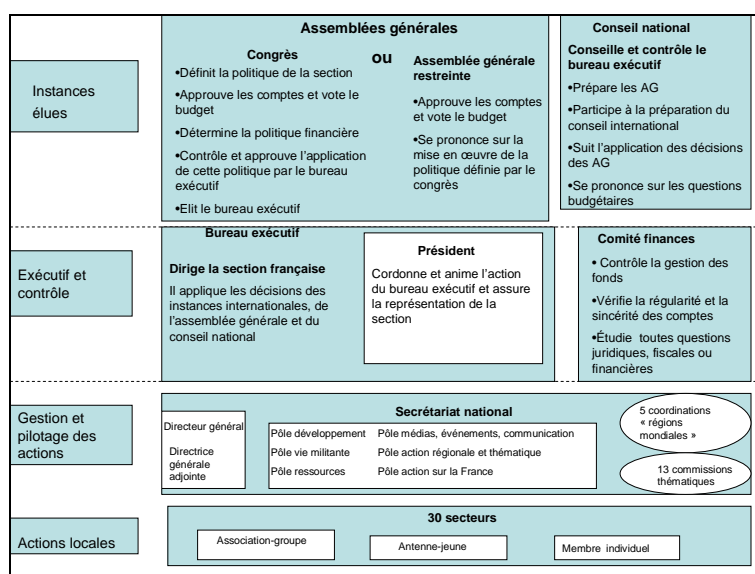 Instances
élues
Assemblées générales
Congrès
•Définit la politique de la section
•Approuve les comptes et vote le
budget
•Détermine la politique financière
•Contrôle et approuve l'application
de cette politique par le bureau
exécutif
•Elit le bureau exécutif
ou
Assemblée générale
restreinte
•Approuve les comptes
et vote le budget
•Se prononce sur la
mise en œuvre de la
politique définie par le
congrès
Conseil national
Conseille et contrôle le
bureau exécutif
•Prépare les AG
•Participe à la préparation du
conseil international
•Suit l'application des décisions
des AG
•Se prononce sur les questions
budgétaires
Exécutif et
contrôle
Bureau exécutif
Dirige la section française
Il applique les décisions des
instances internationales, de
l'assemblée générale et du
conseil national
Président
Cordonne et anime l'action
du bureau exécutif et assure
la représentation de la
section
Comité finances
• Contrôle la gestion des
fonds
•Vérifie la régularité et la
sincérité des comptes
•Étudie toutes questions
juridiques, fiscales ou
financières
Gestion et
pilotage des
actions
Directeur général
Directrice
générale
adjointe
Secrétariat national
Pôle développement
Pôle vie militante
Pôle ressources
Pôle médias, événements, communication
Pôle action régionale et thématique
Pôle action sur la France
5 coordinations
« régions
mondiales »
13 commissions
thématiques
Actions locales
30 secteurs
Association-groupe
Antenne-jeune
Membre individuel